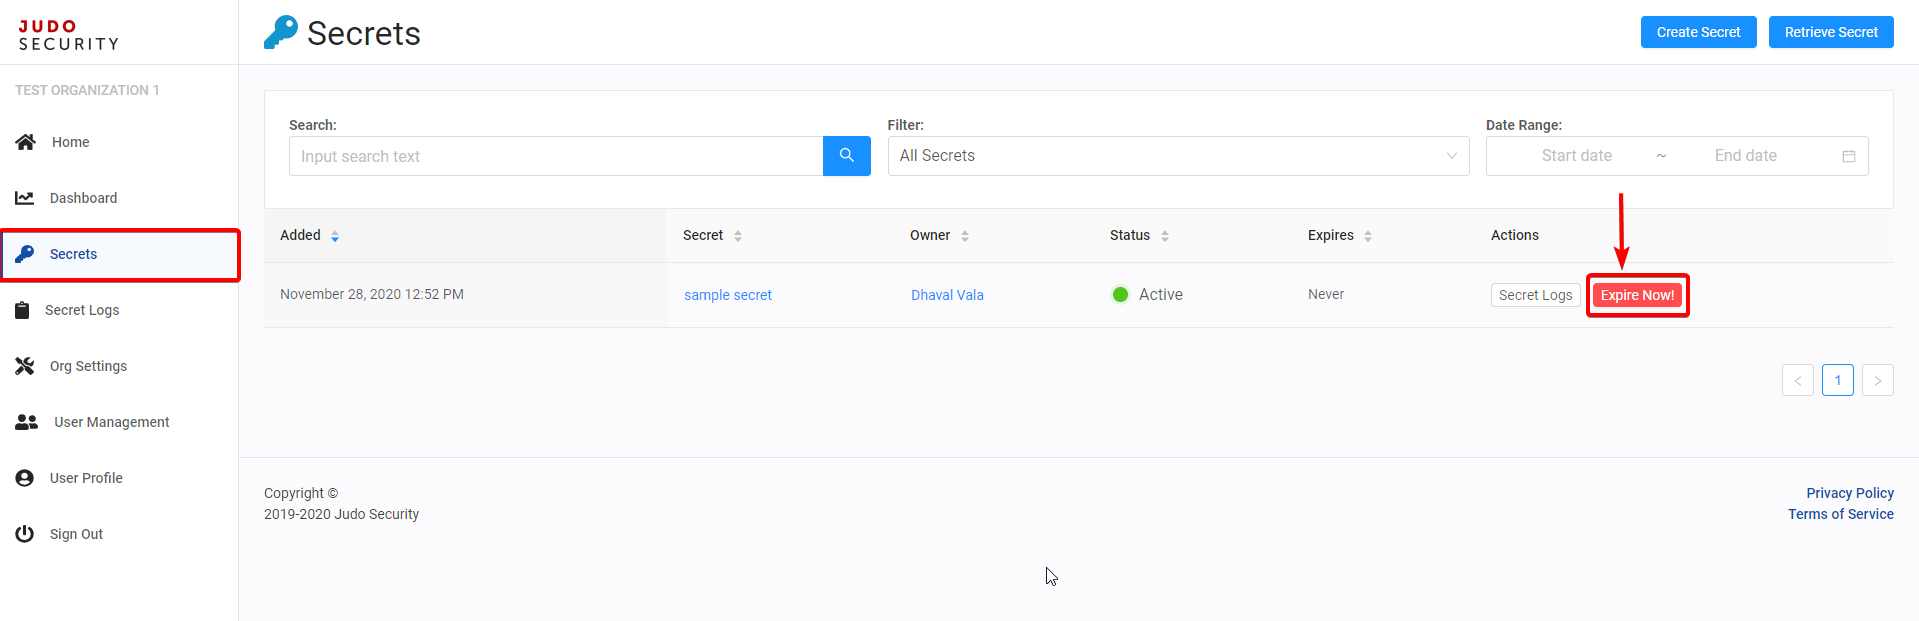 JUDO
SECURITY
Secrets
Create Secret
Retrieve Secret
TEST ORGANIZATION 1
Home
Dashboard
Secrets
Secret Logs
Org Settings
User Management
User Profile
Sign Out
Search:
Input search text
Filter:
All Secrets
Date Range:
Start date ~ End date
Added Secret Owner Status Expires Actions
November 28, 2020 12:52 PM sample secret Dhaval Vala Active Never Secret Logs Expire Now!
< 1 >
Copyright ©
2019-2020 Judo Security
Privacy Policy
Terms of Service